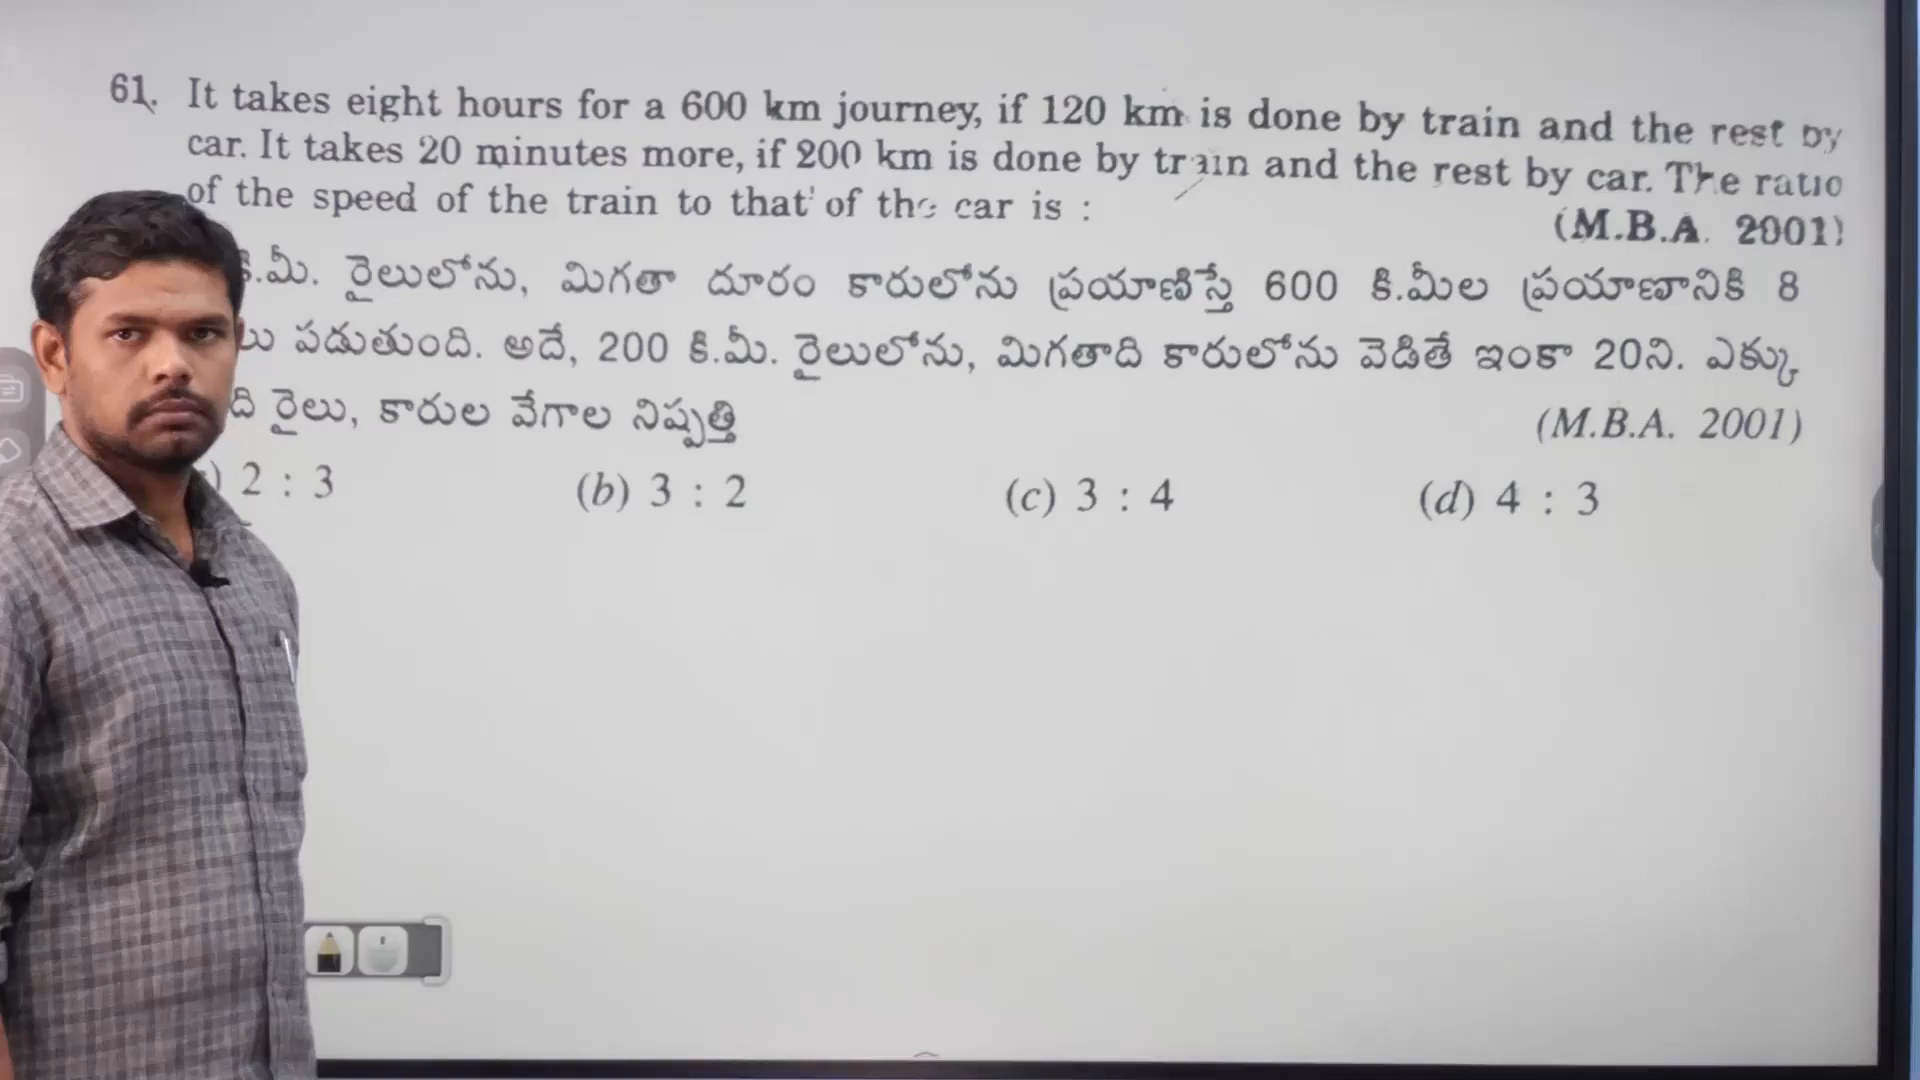 61. It takes eight hours for a 600 km journey, if 120 km is done by train and the rest by
car. It takes 20 minutes more, if 200 km is done by train and the rest by car. The ratio
of the speed of the train to that of the car is :
(M.B.A. 2001)
.మీ. రైలులోను, మిగతా దూరం కారులోను ప్రయాణిస్తే 600 కి.మీల ప్రయాణానికి 8
పడుతుంది. అదే, 200 కి.మీ. రైలులోను, మిగతాది కారులోను వెడితే ఇంకా 20ని. ఎక్కు
రైలు, కారుల వేగాల నిష్పత్తి
(M.B.A. 2001)
) 2 : 3 (b) 3 : 2 (c) 3 : 4 (d) 4 : 3